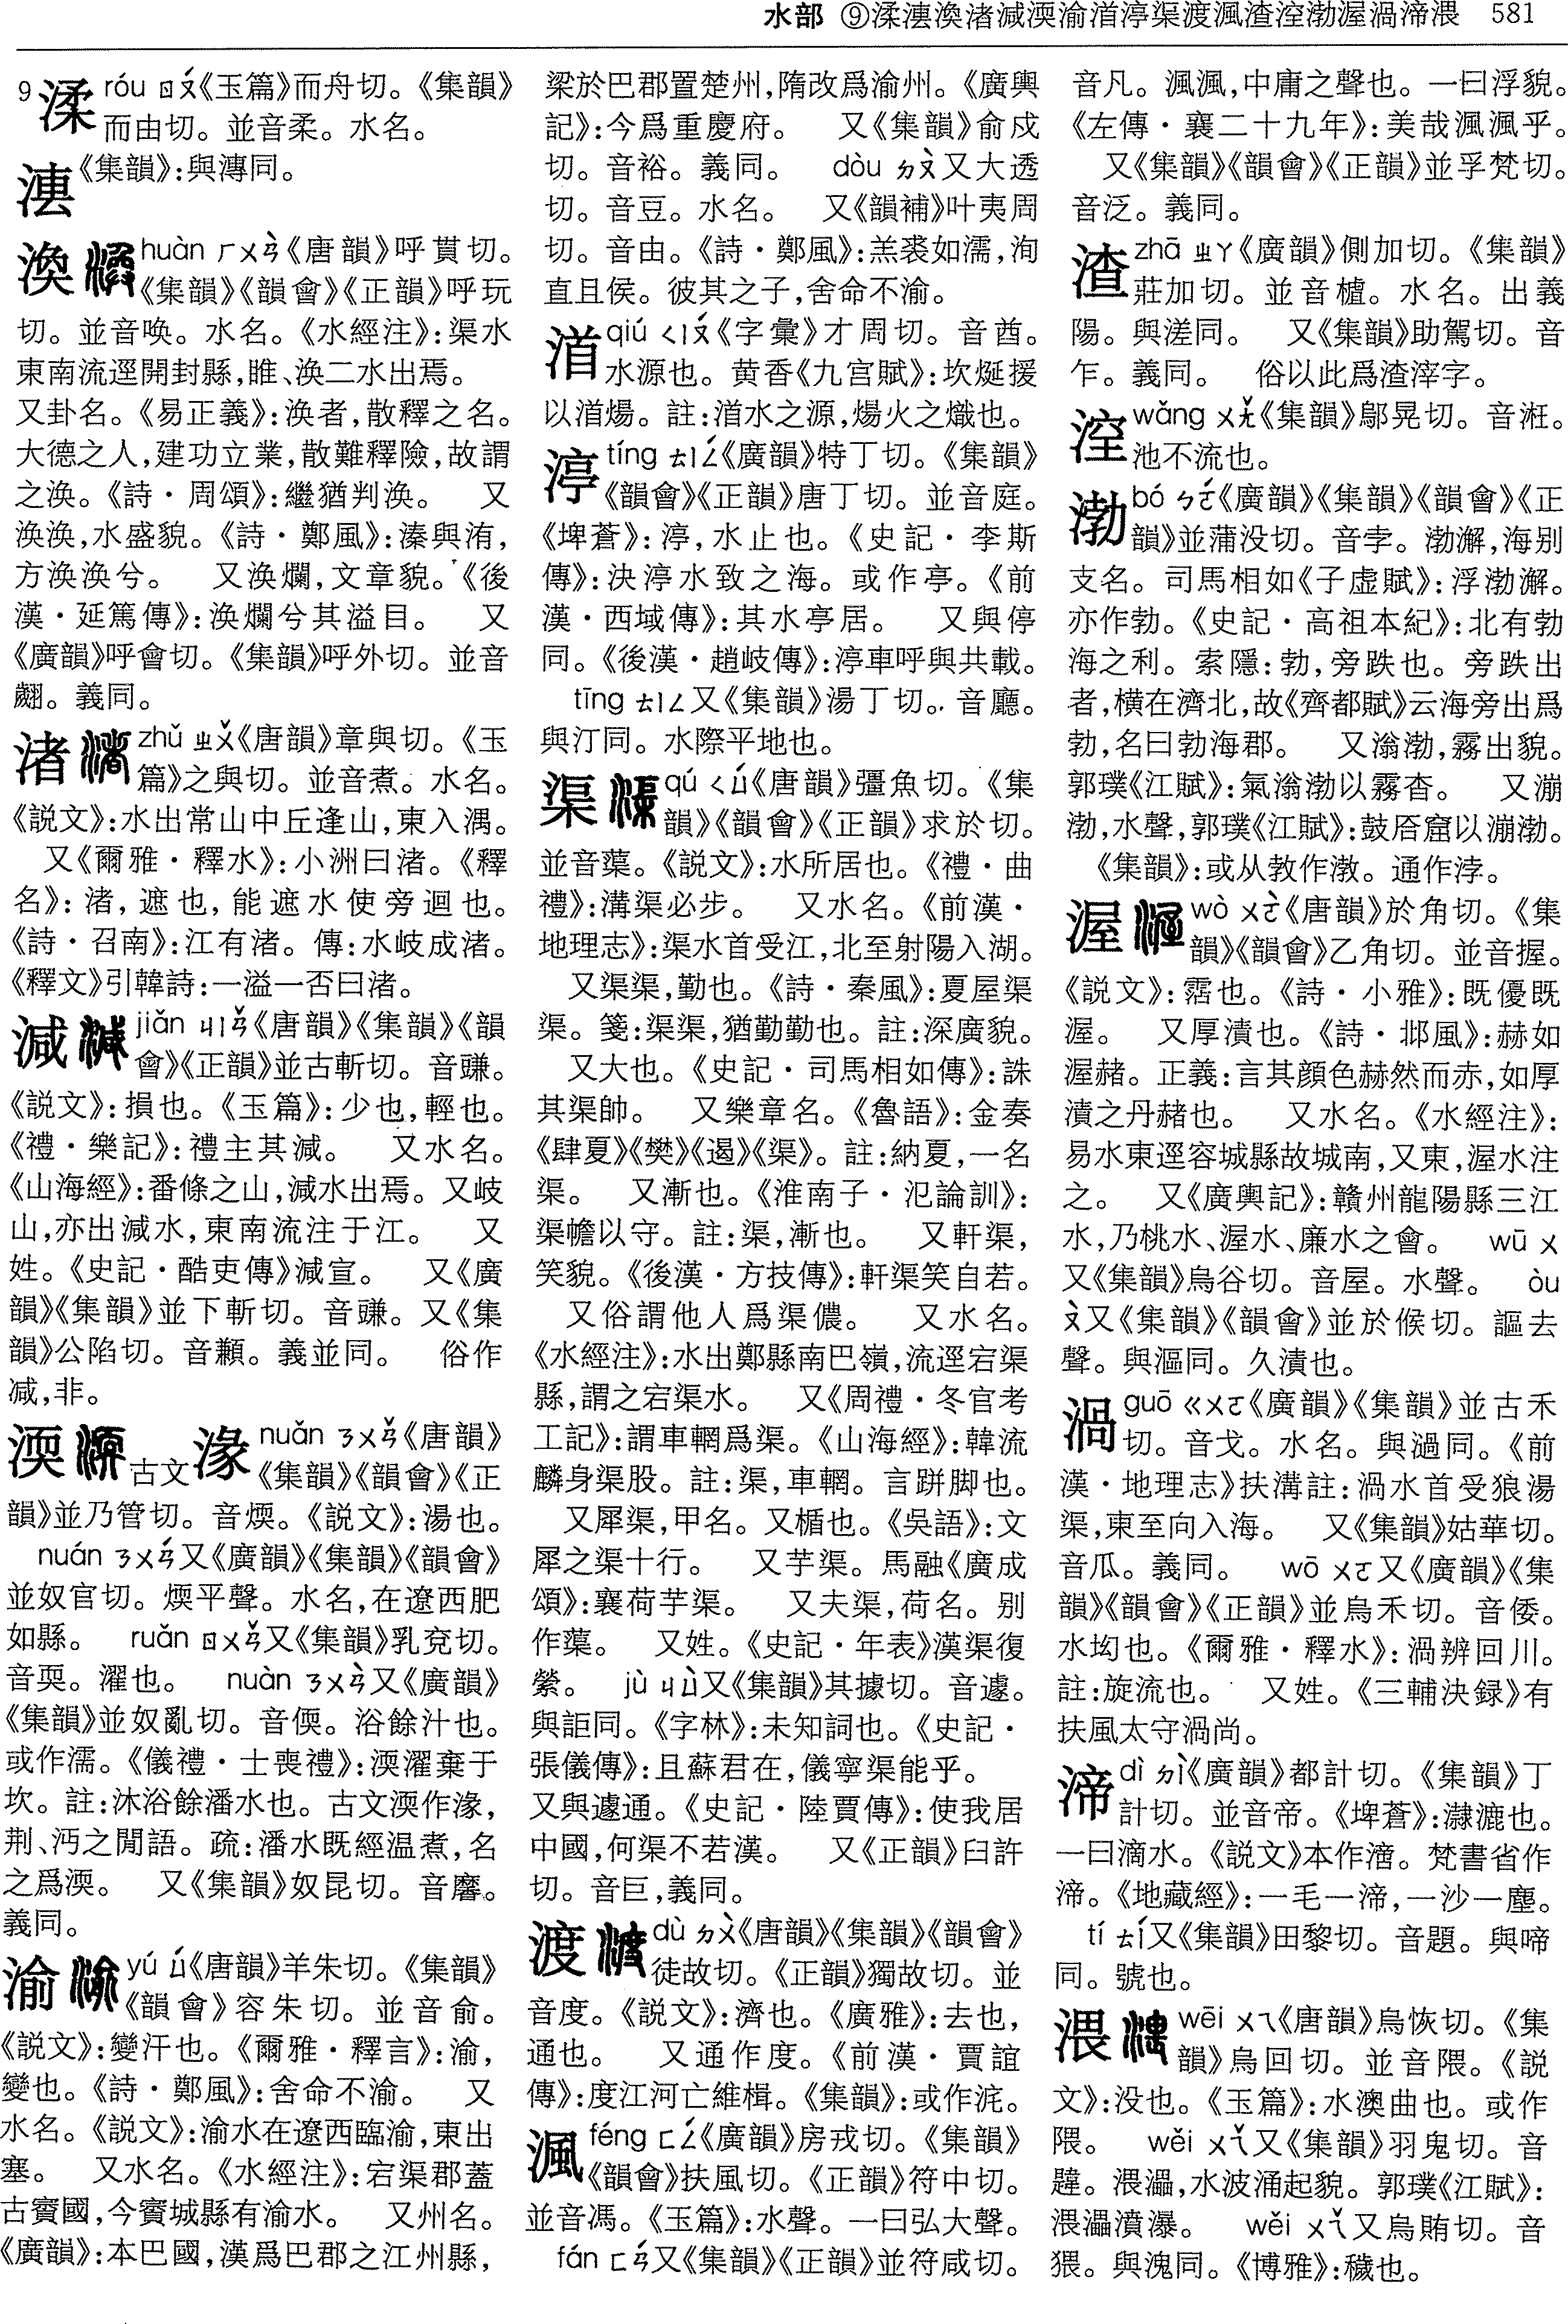 水部 ⑨渘漙渙渚減渜渝渞渟渠渡渢渣涳渤渥渦渧渨 581
9渘 róu ㄖㄡˊ《玉篇》而舟切。《集韻》
而由切。並音柔。水名。
《集韻》:與漙同。
渙 huàn ㄏㄨㄢˋ《唐韻》呼貫切。
《集韻》《韻會》《正韻》呼玩
切。並音喚。水名。《水經注》:渠水
東南流逕開封縣,睢、渙二水出焉。
又卦名。《易正義》:渙者,散釋之名。
大德之人,建功立業,散難釋險,故謂
之渙。《詩·周頌》:繼猶判渙。 又
渙渙,水盛貌。《詩·鄭風》:溱與洧,
方渙渙兮。 又渙爛,文章貌。《後
漢·延篤傳》:渙爛兮其溢目。 又
《廣韻》呼會切。《集韻》呼外切。並音
翽。義同。
渚 zhǔ ㄓㄨˇ《唐韻》章與切。《玉
篇》之與切。並音煮。水名。
《説文》:水出常山中丘逢山,東入湡。
又《爾雅·釋水》:小洲曰渚。《釋
名》:渚,遮也,能遮水使旁迴也。
《詩·召南》:江有渚。傳:水岐成渚。
《釋文》引韓詩:一溢一否曰渚。
減 jiǎn ㄐㄧㄢˇ《唐韻》《集韻》《韻
會》《正韻》並古斬切。音鼸。
《説文》:損也。《玉篇》:少也,輕也。
《禮·樂記》:禮主其減。 又水名。
《山海經》:番條之山,減水出焉。又岐
山,亦出減水,東南流注于江。 又
姓。《史記·酷吏傳》減宣。 又《廣
韻》《集韻》並下斬切。音豏。又《集
韻》公陷切。音顩。義並同。 俗作
减,非。
渜 古文湪 nuǎn ㄋㄨㄢˇ《唐韻》
《集韻》《韻會》《正
韻》並乃管切。音煗。《説文》:湯也。
nuán ㄋㄨㄢˊ又《廣韻》《集韻》《韻會》
並奴官切。煗平聲。水名,在遼西肥
如縣。 ruǎn ㄖㄨㄢˇ又《集韻》乳兗切。
音耎。濯也。 nuàn ㄋㄨㄢˋ又《廣韻》
《集韻》並奴亂切。音偄。浴餘汁也。
或作濡。《儀禮·士喪禮》:渜濯棄于
坎。註:沐浴餘潘水也。古文渜作湪,
荆、沔之閒語。疏:潘水既經温煮,名
之爲渜。 又《集韻》奴昆切。音黁。
義同。
渝 yú ㄩˊ《唐韻》羊朱切。《集韻》
《韻會》容朱切。並音俞。
《説文》:變汙也。《爾雅·釋言》:渝,
變也。《詩·鄭風》:舍命不渝。 又
水名。《説文》:渝水在遼西臨渝,東出
塞。 又水名。《水經注》:宕渠郡蓋
古賨國,今賨城縣有渝水。 又州名。
《廣韻》:本巴國,漢爲巴郡之江州縣,
梁於巴郡置楚州,隋改爲渝州。《廣輿
記》:今爲重慶府。 又《集韻》俞戍
切。音裕。義同。 dòu ㄉㄡˋ又大透
切。音豆。水名。 又《韻補》叶夷周
切。音由。《詩·鄭風》:羔裘如濡,洵
直且侯。彼其之子,舍命不渝。
渞 qiú ㄑㄧㄡˊ《字彙》才周切。音酋。
水源也。黄香《九宫賦》:坎烻援
以渞煬。註:渞水之源,煬火之熾也。
渟 tíng ㄊㄧㄥˊ《廣韻》特丁切。《集韻》
《韻會》《正韻》唐丁切。並音庭。
《埤蒼》:渟,水止也。《史記·李斯
傳》:決渟水致之海。或作亭。《前
漢·西域傳》:其水亭居。 又與停
同。《後漢·趙岐傳》:渟車呼與共載。
tīng ㄊㄧㄥ又《集韻》湯丁切。音廳。
與汀同。水際平地也。
渠 qú ㄑㄩˊ《唐韻》彊魚切。《集
韻》《韻會》《正韻》求於切。
並音蕖。《説文》:水所居也。《禮·曲
禮》:溝渠必步。 又水名。《前漢·
地理志》:渠水首受江,北至射陽入湖。
又渠渠,勤也。《詩·秦風》:夏屋渠
渠。箋:渠渠,猶勤勤也。註:深廣貌。
又大也。《史記·司馬相如傳》:誅
其渠帥。 又樂章名。《魯語》:金奏
《肆夏》《樊》《遏》《渠》。註:納夏,一名
渠。 又漸也。《淮南子·氾論訓》:
渠幨以守。註:渠,漸也。 又軒渠,
笑貌。《後漢·方技傳》:軒渠笑自若。
又俗謂他人爲渠儂。 又水名。
《水經注》:水出鄭縣南巴嶺,流逕宕渠
縣,謂之宕渠水。 又《周禮·冬官考
工記》:謂車輞爲渠。《山海經》:韓流
麟身渠股。註:渠,車輞。言跰脚也。
又犀渠,甲名。又楯也。《吳語》:文
犀之渠十行。 又芋渠。馬融《廣成
頌》:襄荷芋渠。 又夫渠,荷名。别
作蕖。 又姓。《史記·年表》漢渠復
絫。 jù ㄐㄩˋ又《集韻》其據切。音遽。
與詎同。《字林》:未知詞也。《史記·
張儀傳》:且蘇君在,儀寧渠能乎。
又與遽通。《史記·陸賈傳》:使我居
中國,何渠不若漢。 又《正韻》臼許
切。音巨,義同。
渡 dù ㄉㄨˋ《唐韻》《集韻》《韻會》
徒故切。《正韻》獨故切。並
音度。《説文》:濟也。《廣雅》:去也,
通也。 又通作度。《前漢·賈誼
傳》:度江河亡維楫。《集韻》:或作㳅。
渢 féng ㄈㄥˊ《廣韻》房戎切。《集韻》
《韻會》扶風切。《正韻》符中切。
並音馮。《玉篇》:水聲。一曰弘大聲。
fán ㄈㄢˊ又《集韻》《正韻》並符咸切。
音凡。渢渢,中庸之聲也。一曰浮貌。
《左傳·襄二十九年》:美哉渢渢乎。
又《集韻》《韻會》《正韻》並孚梵切。
音泛。義同。
渣 zhā ㄓㄚ《廣韻》側加切。《集韻》
莊加切。並音樝。水名。出義
陽。與溠同。 又《集韻》助駕切。音
乍。義同。 俗以此爲渣滓字。
wǎng ㄨㄤˇ《集韻》鄔晃切。音㳹。
池不流也。
渤 bó ㄅㄛˊ《廣韻》《集韻》《韻會》《正
韻》並蒲没切。音孛。渤澥,海别
支名。司馬相如《子虚賦》:浮渤澥。
亦作勃。《史記·高祖本紀》:北有勃
海之利。索隱:勃,旁跌也。旁跌出
者,横在濟北,故《齊都賦》云海旁出爲
勃,名曰勃海郡。 又滃渤,霧出貌。
郭璞《江賦》:氣滃渤以霧杳。 又漰
渤,水聲,郭璞《江賦》:鼓㕎窟以漰渤。
《集韻》:或从敦作潡。通作浡。
渥 wò ㄨㄛˋ《唐韻》於角切。《集
韻》《韻會》乙角切。並音握。
《説文》:霑也。《詩·小雅》:既優既
渥。 又厚漬也。《詩·邶風》:赫如
渥赭。正義:言其顔色赫然而赤,如厚
漬之丹赭也。 又水名。《水經注》:
易水東逕容城縣故城南,又東,渥水注
之。 又《廣輿記》:贛州龍陽縣三江
水,乃桃水、渥水、廉水之會。 wū ㄨ
又《集韻》烏谷切。音屋。水聲。 òu
ㄡˋ又《集韻》《韻會》並於候切。謳去
聲。與漚同。久漬也。
渦 guō ㄍㄨㄛ《廣韻》《集韻》並古禾
切。音戈。水名。與濄同。《前
漢·地理志》扶溝註:渦水首受狼湯
渠,東至向入海。 又《集韻》姑華切。
音瓜。義同。 wō ㄨㄛ又《廣韻》《集
韻》《韻會》《正韻》並烏禾切。音倭。
水坳也。《爾雅·釋水》:渦辨回川。
註:旋流也。 又姓。《三輔決録》有
扶風太守渦尚。
渧 dì ㄉㄧˋ《廣韻》都計切。《集韻》丁
計切。並音帝。《埤蒼》:㴃漉也。
一曰滴水。《説文》本作渧。梵書省作
渧。《地藏經》:一毛一渧,一沙一塵。
tí ㄊㄧˊ又《集韻》田黎切。音題。與啼
同。號也。
渨 wēi ㄨㄟ《唐韻》烏恢切。《集
韻》烏回切。並音隈。《説
文》:没也。《玉篇》:水澳曲也。或作
隈。 wěi ㄨㄟˇ又《集韻》羽鬼切。音
韙。渨㵽,水波涌起貌。郭璞《江賦》:
渨㵽濆瀑。 wěi ㄨㄟˇ又烏賄切。音
猥。與溾同。《博雅》:穢也。